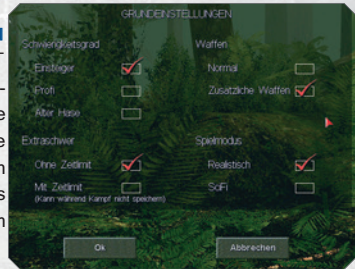 GRUNDEINSTELLUNGEN
Schwierigkeitsgrad
Einsteiger
Profi
Alter Hase
Extraschwer
Ohne Zeitlimit
Mit Zeitlimit
(Kann während Kampf nicht speichern)
Waffen
Normal
Zusätzliche Waffen
Spielmodus
Realistisch
SciFi
Ok
Abbrechen